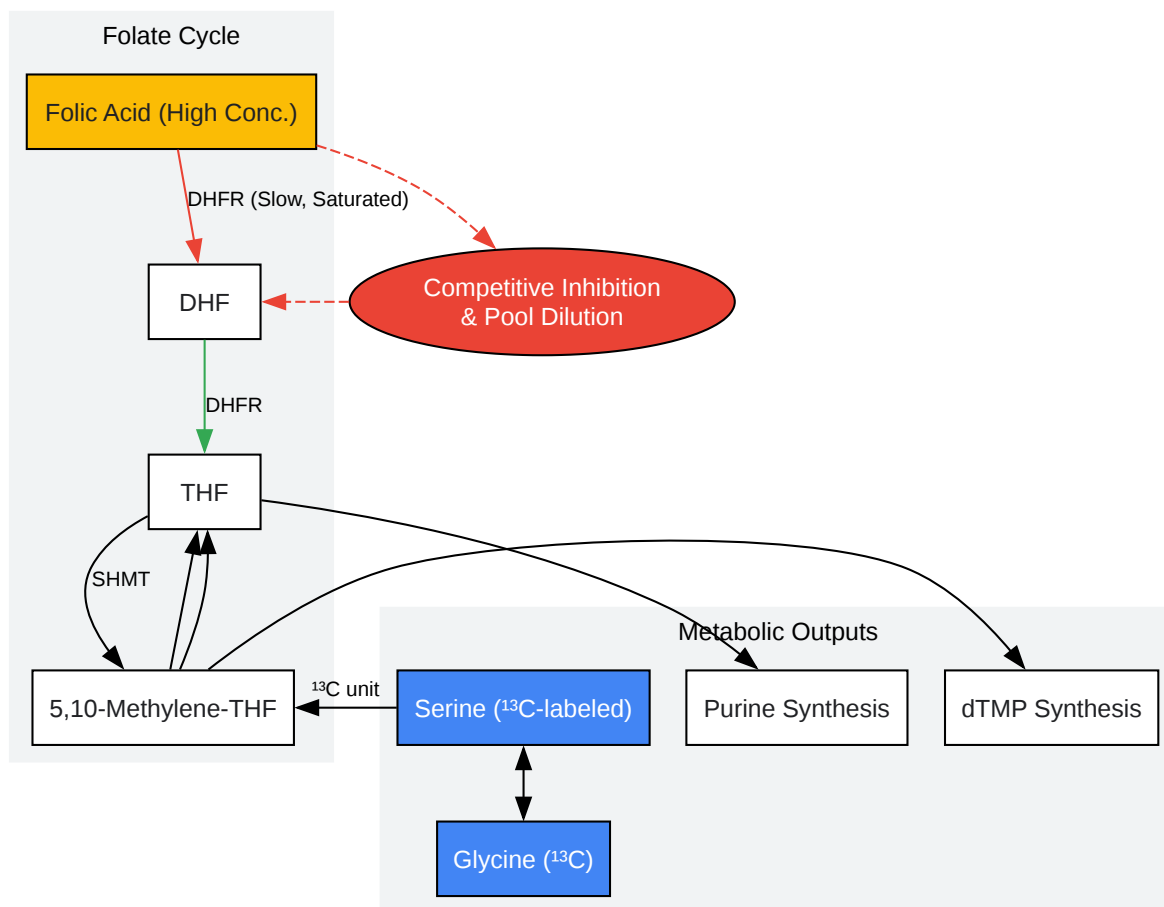 Folate Cycle
Folic Acid (High Conc.)
DHFR (Slow, Saturated)
Competitive Inhibition
& Pool Dilution
DHF
DHFR
THF
SHMT
Metabolic Outputs
¹³C unit
5,10-Methylene-THF
Serine (¹³C-labeled)
Purine Synthesis
dTMP Synthesis
Glycine (¹³C)